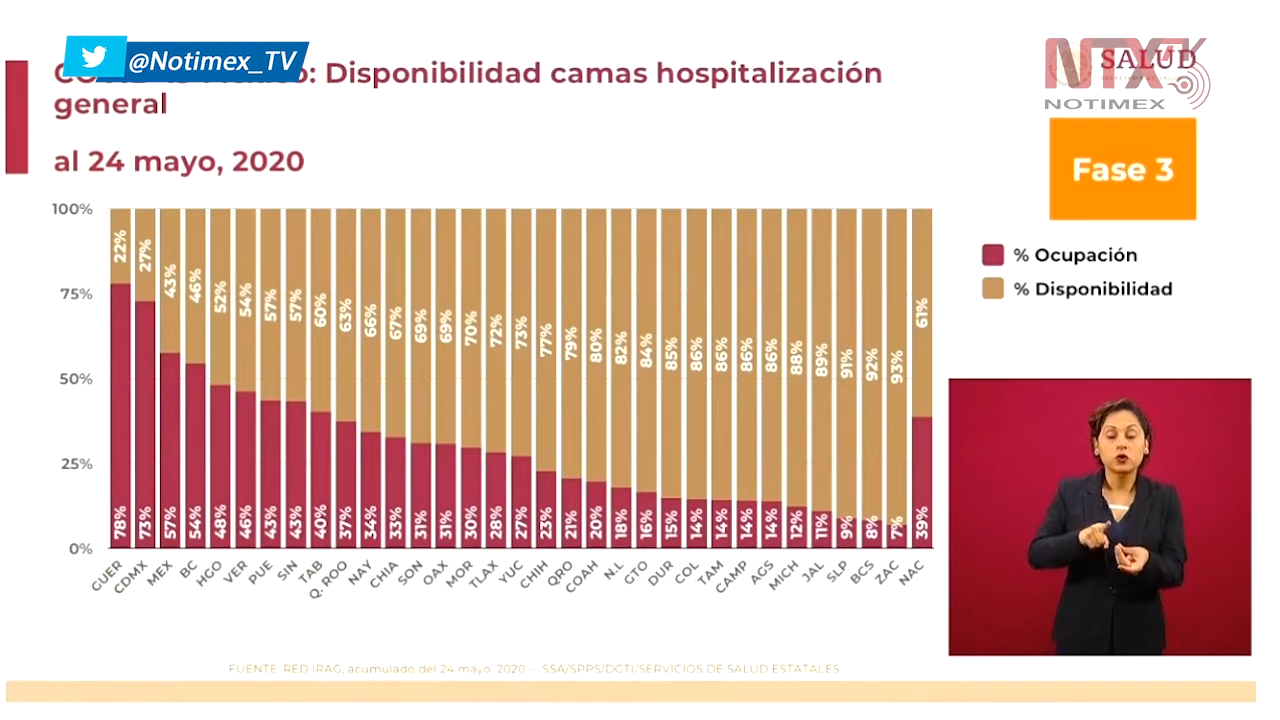 @Notimex_TV
: Disponibilidad camas hospitalización
general
al 24 mayo, 2020
SALUD
NTX
NOTIMEX
Fase 3
% Ocupación
% Disponibilidad
100%
75%
50%
25%
0%
22% 27% 43% 46% 52% 54% 57% 57% 60% 63% 66% 67% 69% 69% 70% 72% 73% 77% 79% 80% 82% 84% 85% 86% 86% 86% 86% 88% 89% 91% 92% 93% 61%
78% 73% 57% 54% 48% 46% 43% 43% 40% 37% 34% 33% 31% 31% 30% 28% 27% 23% 21% 20% 18% 16% 15% 14% 14% 14% 14% 12% 11% 9% 8% 7% 39%
GUER CDMX MEX BC HGO VER PUE SIN TAB Q. ROO NAY CHIA SON OAX MOR TLAX YUC CHIH QRO COAH N.L GTO DUR COL TAM CAMP AGS MICH JAL SLP BCS ZAC NAC
FUENTE: RED IRAG, acumulado del 24 mayo, 2020 - SSA/SPPS/DGTI/SERVICIOS DE SALUD ESTATALES